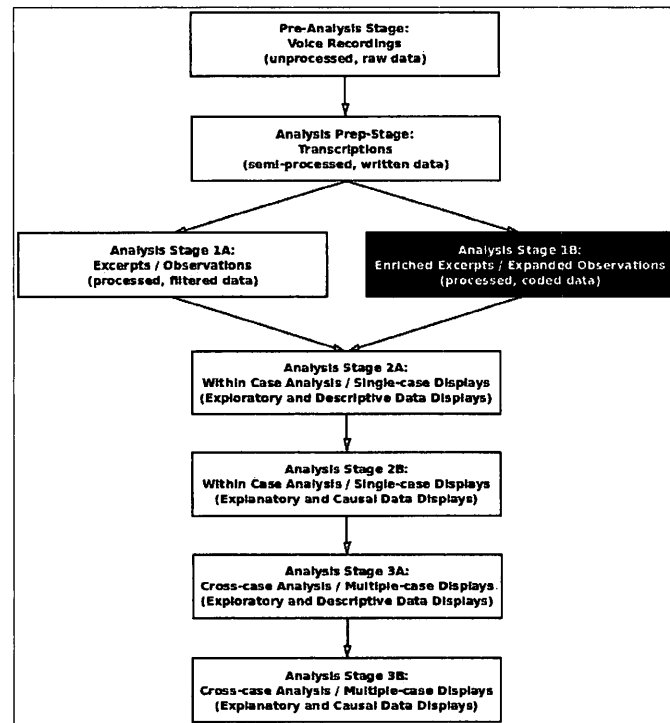 Pre-Analysis Stage:
Voice Recordings
(unprocessed, raw data)
Analysis Prep-Stage:
Transcriptions
(semi-processed, written data)
Analysis Stage 1A:
Excerpts / Observations
(processed, filtered data)
Analysis Stage 1B:
Enriched Excerpts / Expanded Observations
(processed, coded data)
Analysis Stage 2A:
Within Case Analysis / Single-case Displays
(Exploratory and Descriptive Data Displays)
Analysis Stage 2B:
Within Case Analysis / Single-case Displays
(Explanatory and Causal Data Displays)
Analysis Stage 3A:
Cross-case Analysis / Multiple-case Displays
(Exploratory and Descriptive Data Displays)
Analysis Stage 3B:
Cross-case Analysis / Multiple-case Displays
(Explanatory and Causal Data Displays)